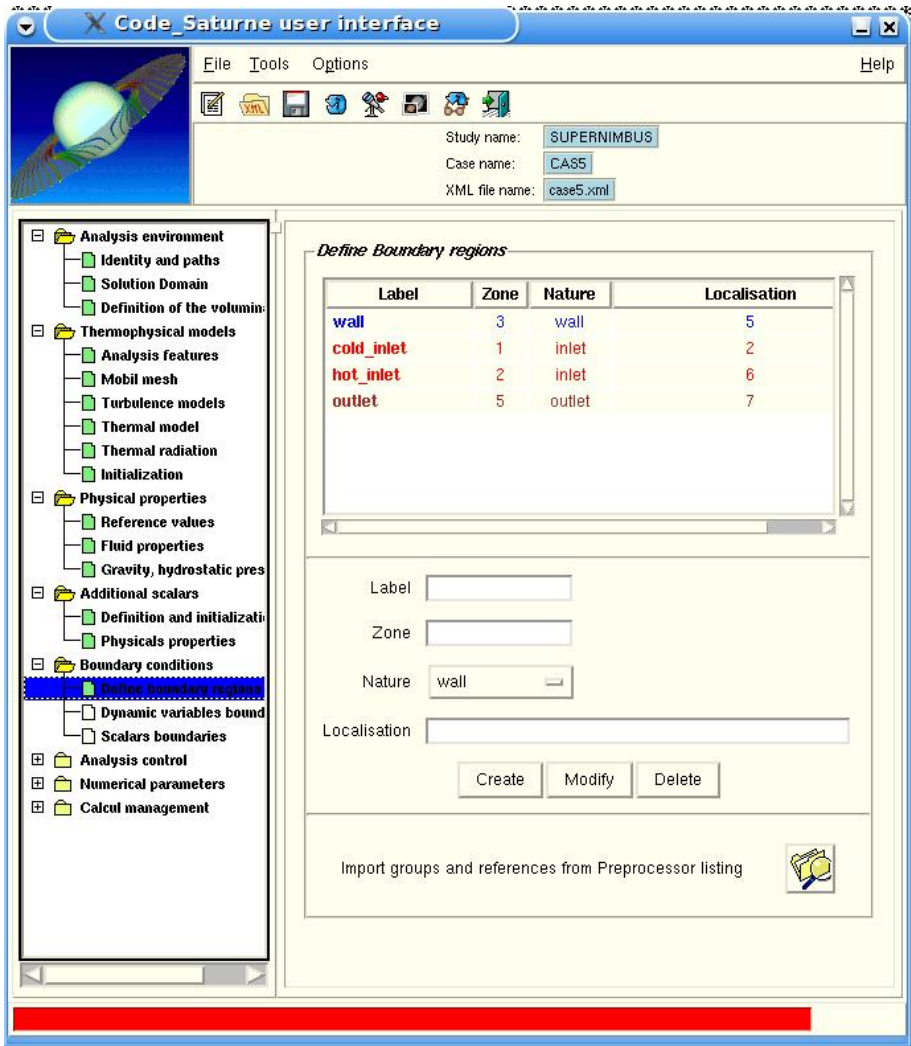 Code_Saturne user interface
File Tools Options Help
XML
Study name: SUPERNIMBUS
Case name: CAS5
XML file name: case5.xml
Analysis environment
Identity and paths
Solution Domain
Definition of the volumin
Thermophysical models
Analysis features
Mobil mesh
Turbulence models
Thermal model
Thermal radiation
Initialization
Physical properties
Reference values
Fluid properties
Gravity, hydrostatic pres
Additional scalars
Definition and initializati
Physicals properties
Boundary conditions
Define boundary regions
Dynamic variables bound
Scalars boundaries
Analysis control
Numerical parameters
Calcul management
Define Boundary regions
Label Zone Nature Localisation
wall 3 wall 5
cold_inlet 1 inlet 2
hot_inlet 2 inlet 6
outlet 5 outlet 7
Label
Zone
Nature wall
Localisation
Create Modify Delete
Import groups and references from Preprocessor listing